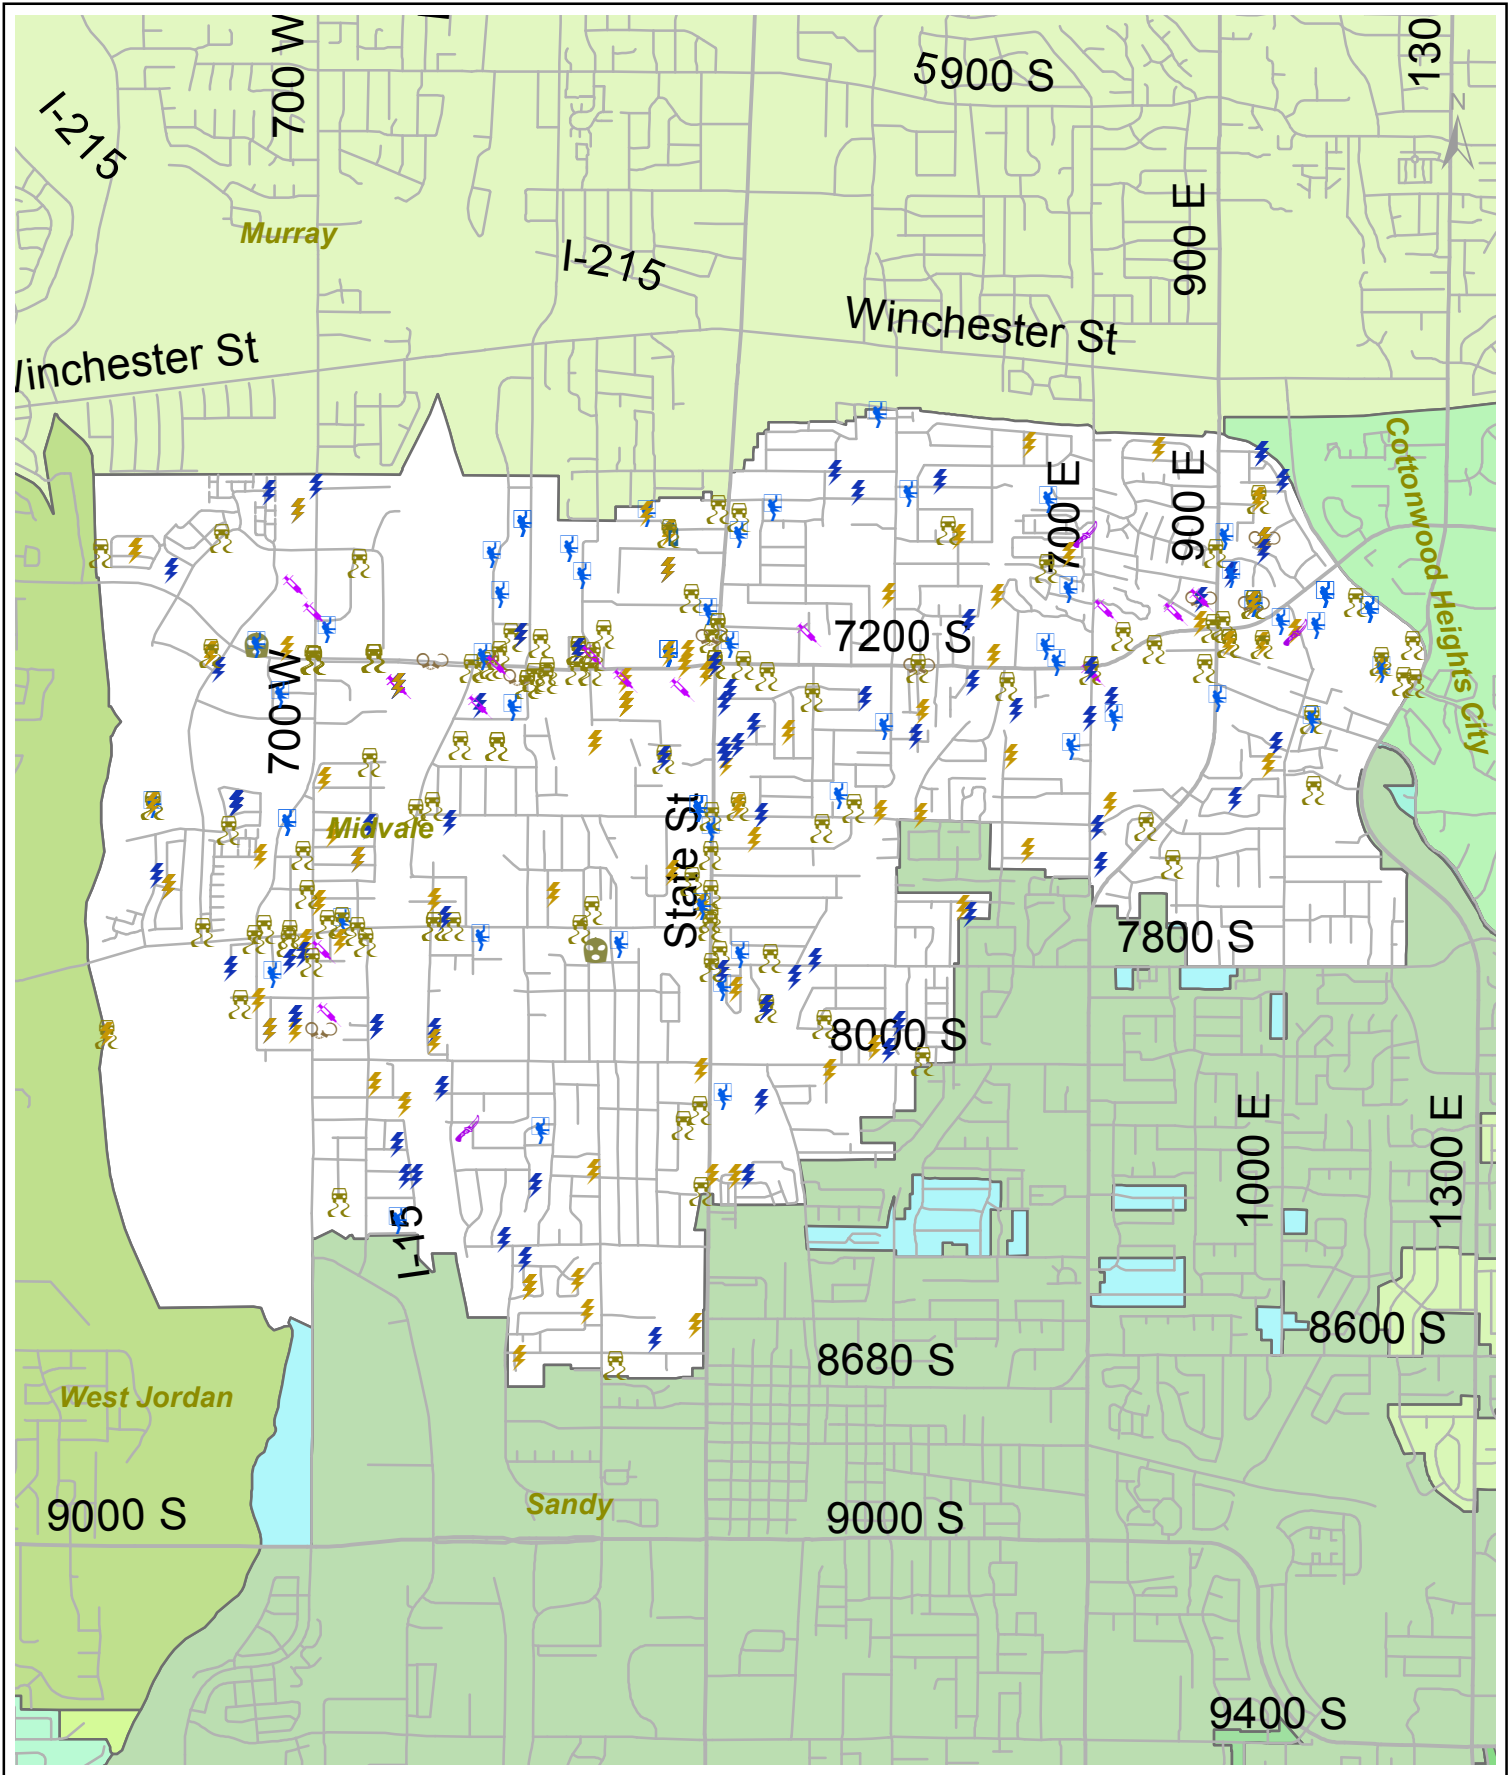 700 W
5900 S
130
I-215
N
Murray
900 E
I-215
Winchester St
Winchester St
Cottonwood Heights City
700 E
900 E
7200 S
700 W
State St
Midvale
7800 S
8000 S
1000 E
1300 E
I-15
8600 S
8680 S
West Jordan
Sandy
9000 S
9000 S
9400 S